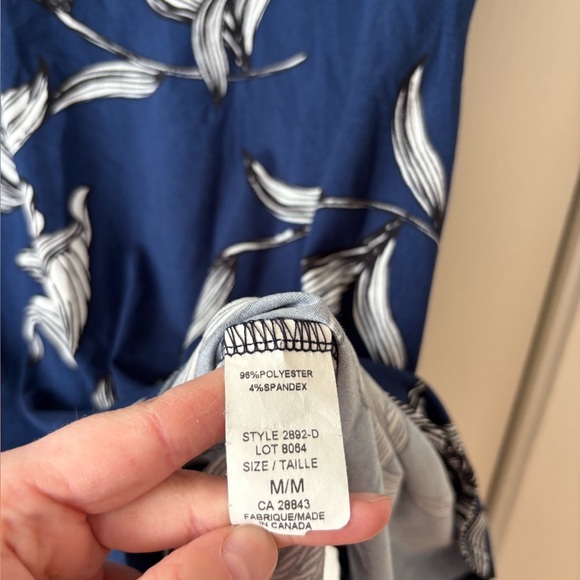 96%POLYESTER
4%SPANDEX
STYLE 2892-D
LOT 8064
SIZE / TAILLE
M/M
CA 28843
FABRIQUE/MADE
IN CANADA